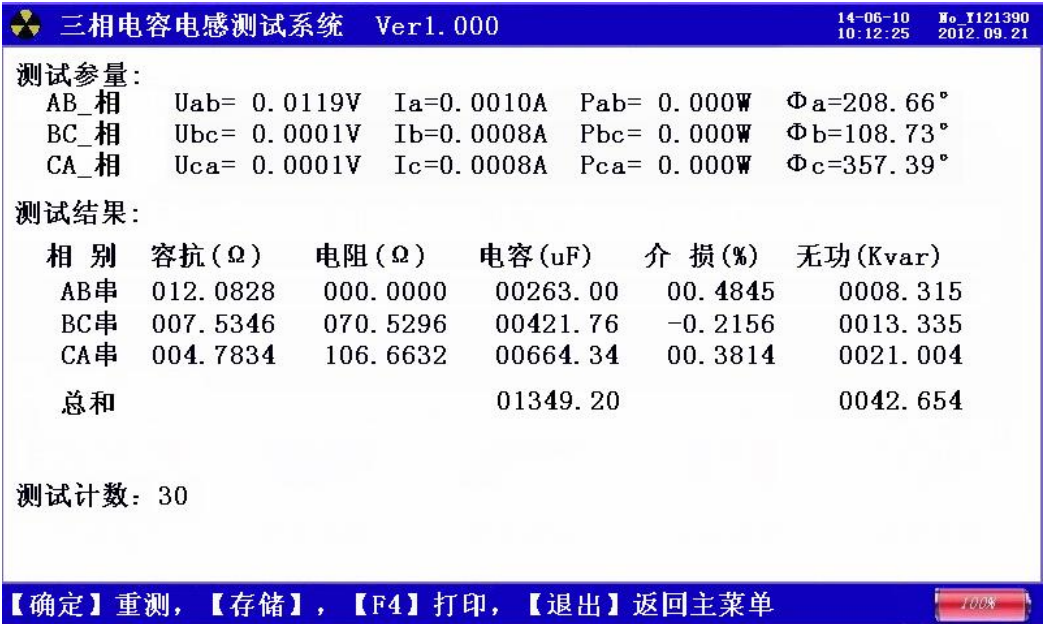 三相电容电感测试系统 Ver1.000 14-06-10 No_Y121390
10:12:25 2012.09.21
测试参量:
AB_相 Uab= 0.0119V Ia=0.0010A Pab= 0.000W Φa=208.66°
BC_相 Ubc= 0.0001V Ib=0.0008A Pbc= 0.000W Φb=108.73°
CA_相 Uca= 0.0001V Ic=0.0008A Pca= 0.000W Φc=357.39°
测试结果:
相 别 容抗(Ω) 电阻(Ω) 电容(uF) 介 损(%) 无功(Kvar)
AB串 012.0828 000.0000 00263.00 00.4845 0008.315
BC串 007.5346 070.5296 00421.76 -0.2156 0013.335
CA串 004.7834 106.6632 00664.34 00.3814 0021.004
总和 01349.20 0042.654
测试计数: 30
【确定】重测, 【存储】, 【F4】打印, 【退出】返回主菜单 100%